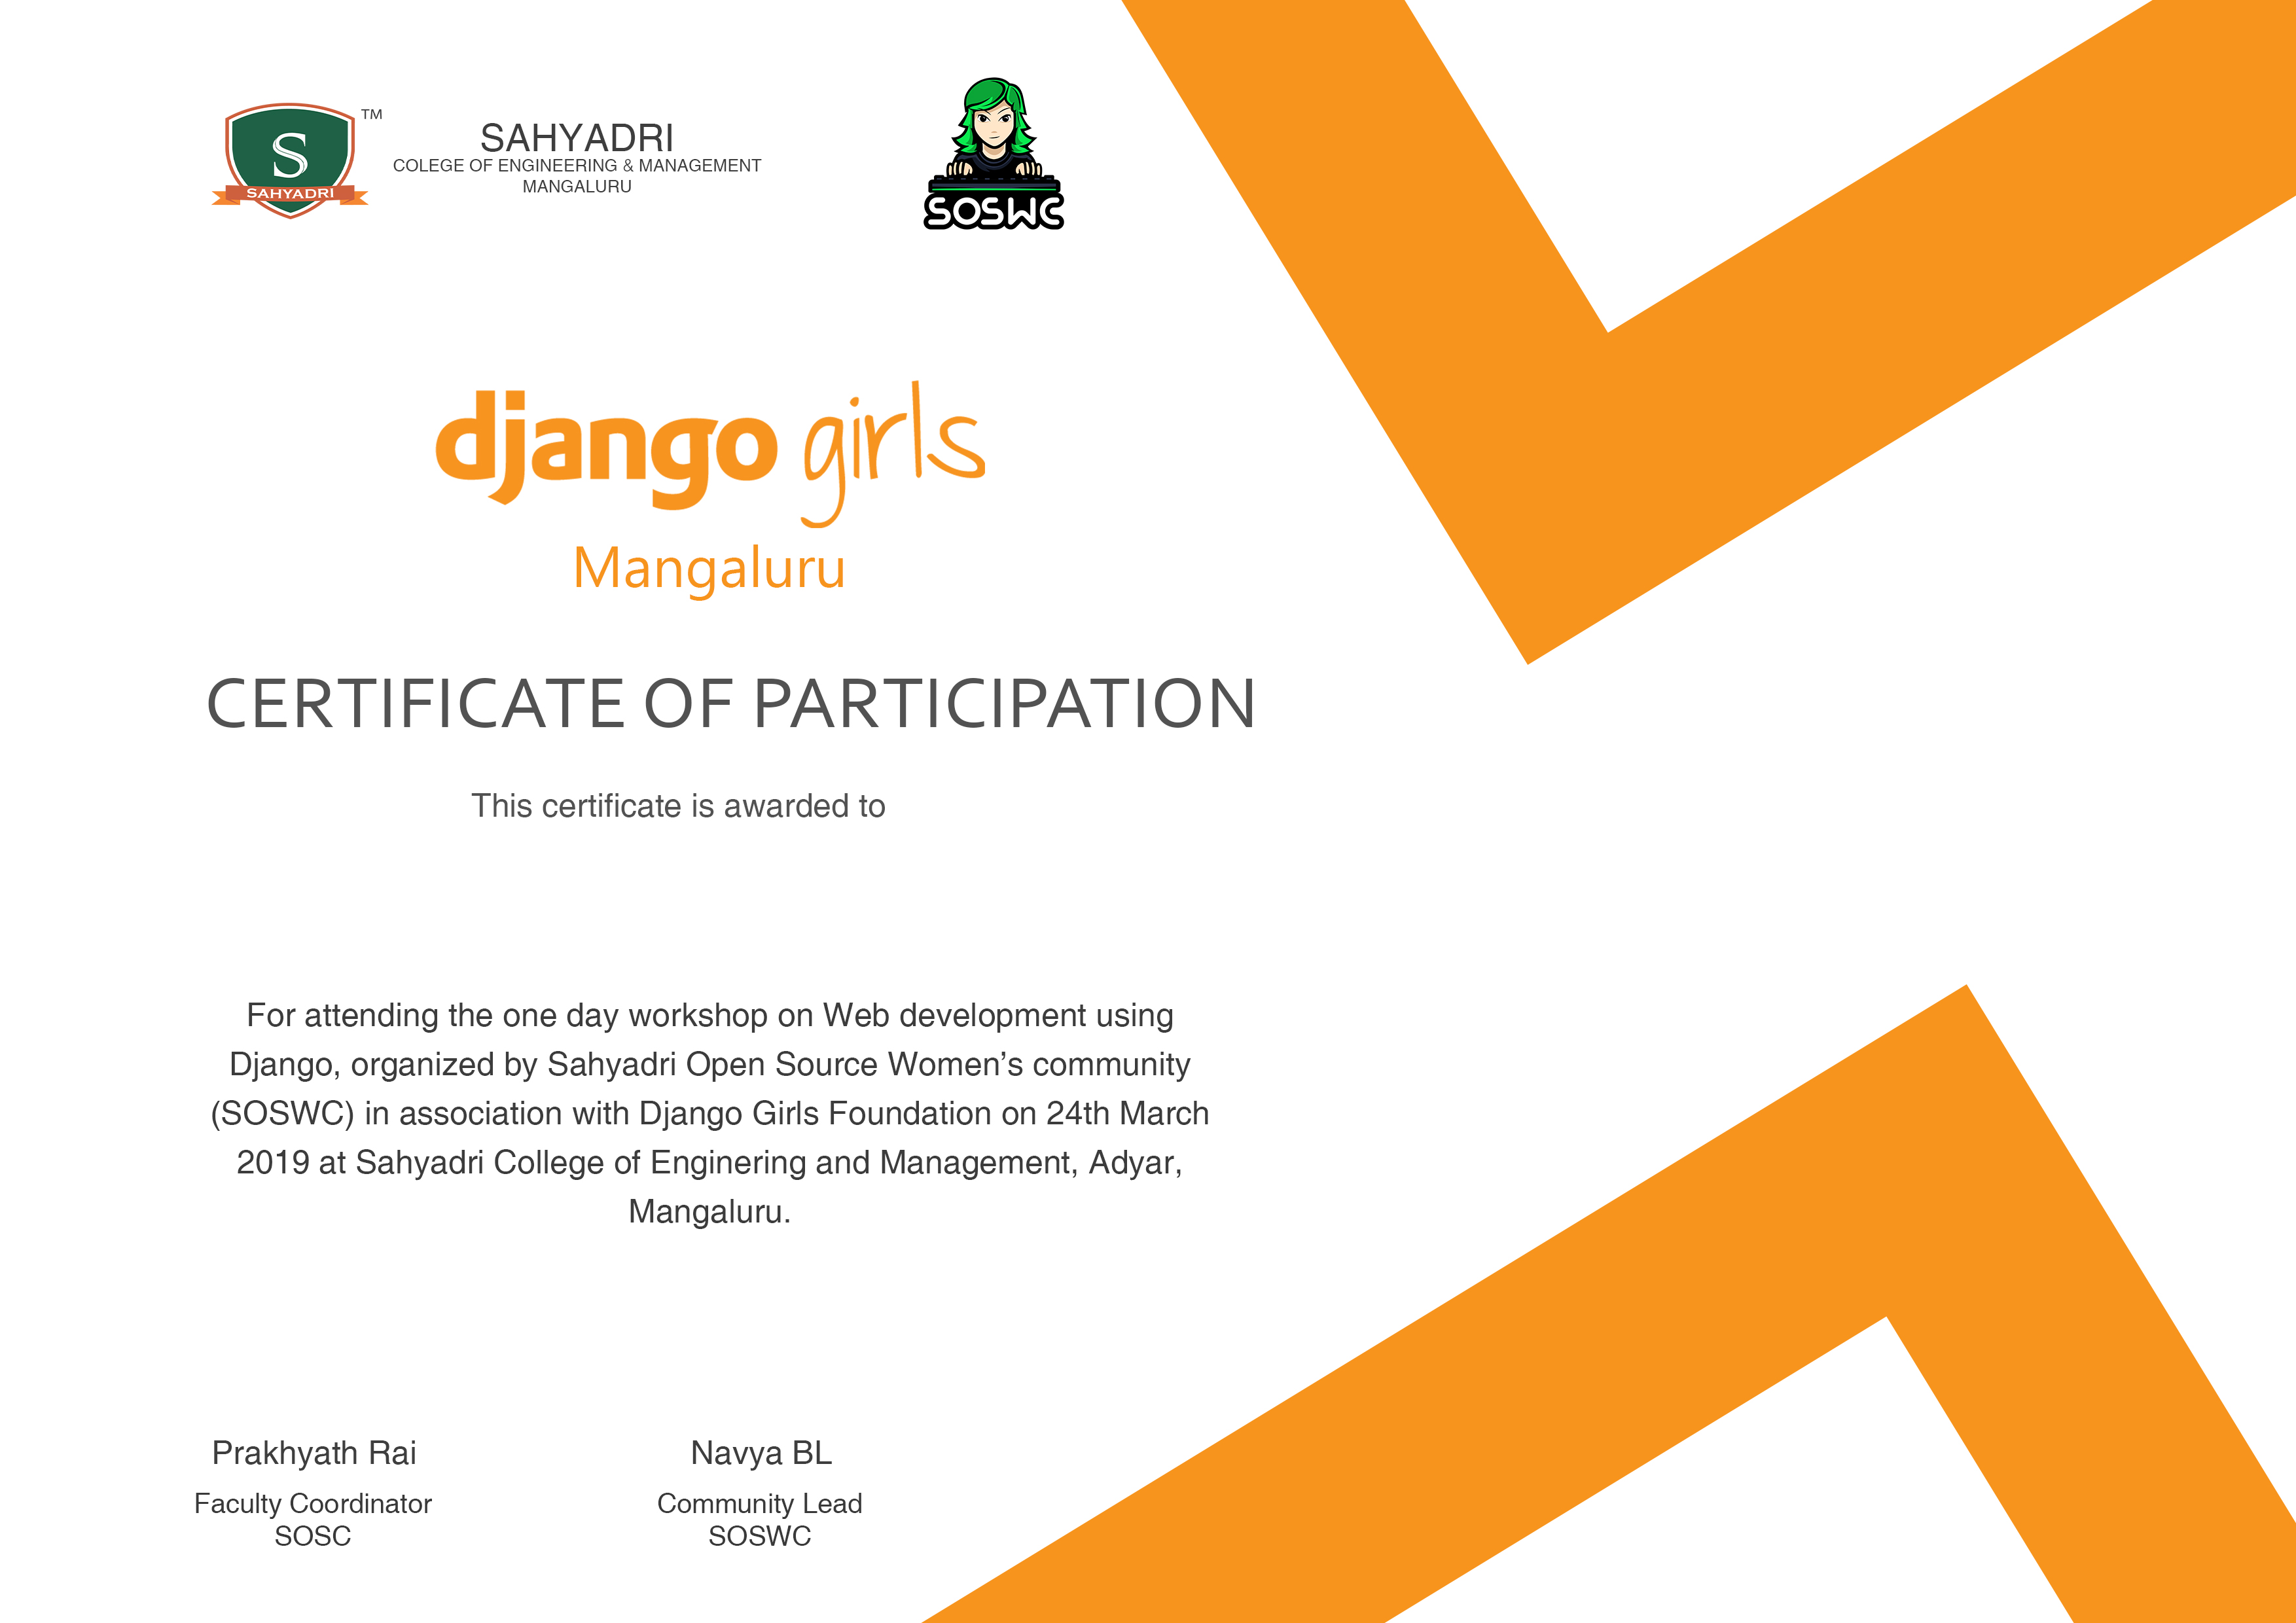 S
SAHYADRI
TM
SAHYADRI
COLEGE OF ENGINEERING & MANAGEMENT
MANGALURU
SOSWC
django girls
Mangaluru
CERTIFICATE OF PARTICIPATION
This certificate is awarded to
For attending the one day workshop on Web development using
Django, organized by Sahyadri Open Source Women’s community
(SOSWC) in association with Django Girls Foundation on 24th March
2019 at Sahyadri College of Enginering and Management, Adyar,
Mangaluru.
Prakhyath Rai
Faculty Coordinator
SOSC
Navya BL
Community Lead
SOSWC